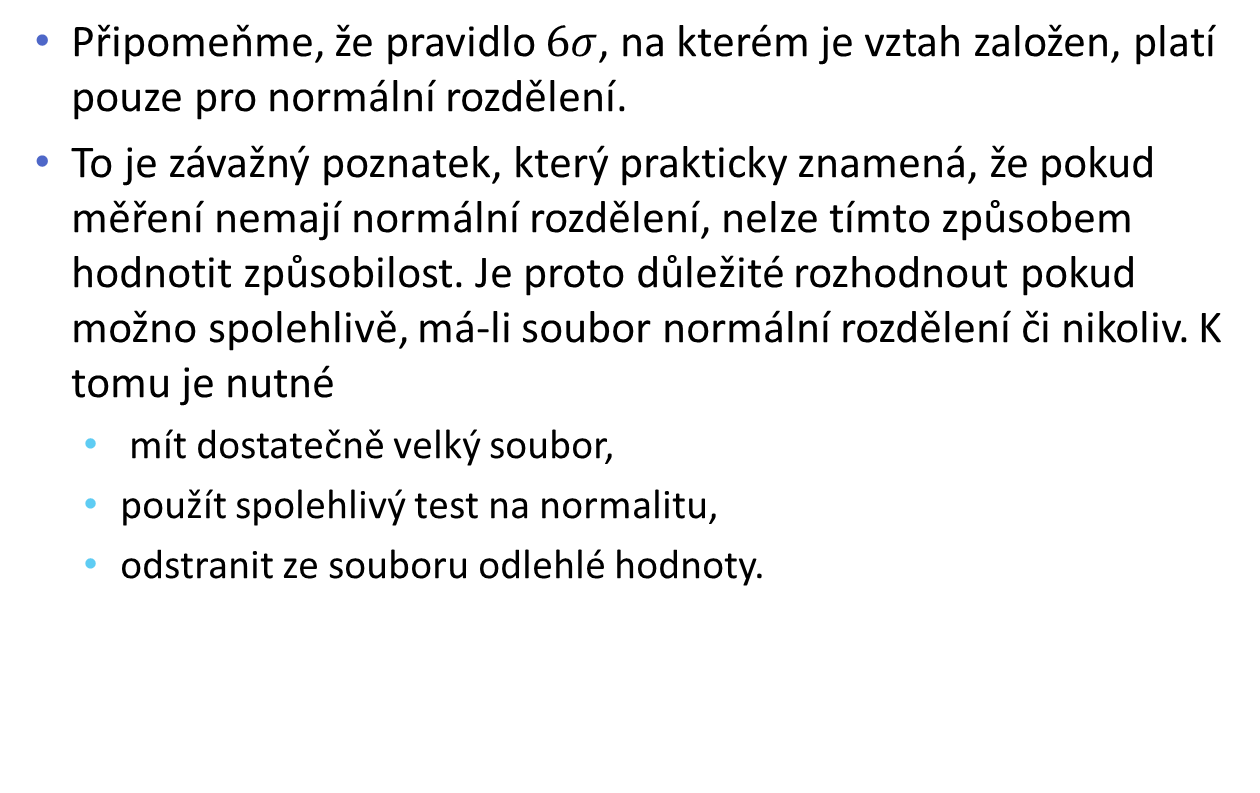 • Připomeňme, že pravidlo 6σ, na kterém je vztah založen, platí
pouze pro normální rozdělení.
• To je závažný poznatek, který prakticky znamená, že pokud
měření nemají normální rozdělení, nelze tímto způsobem
hodnotit způsobilost. Je proto důležité rozhodnout pokud
možno spolehlivě, má-li soubor normální rozdělení či nikoliv. K
tomu je nutné
• mít dostatečně velký soubor,
• použít spolehlivý test na normalitu,
• odstranit ze souboru odlehlé hodnoty.